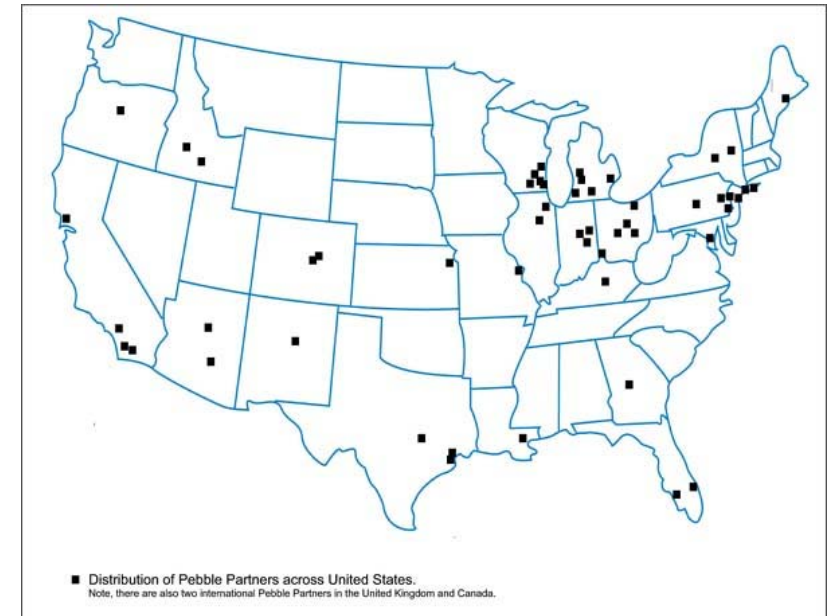 Distribution of Pebble Partners across United States.
Note, there are also two international Pebble Partners in the United Kingdom and Canada.